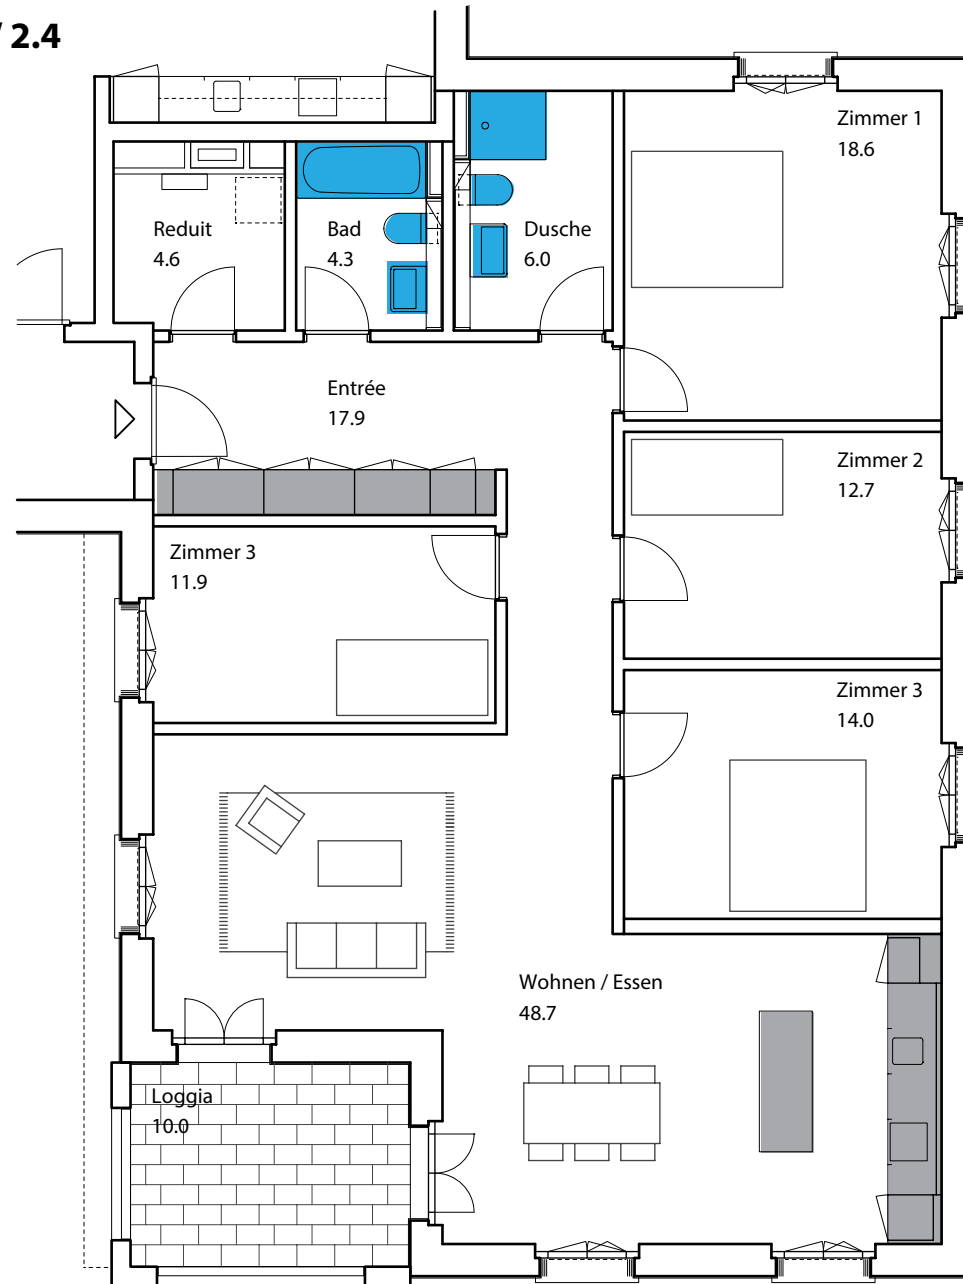 2.4
Zimmer 1
18.6
Reduit
4.6
Bad
4.3
Dusche
6.0
Entrée
17.9
Zimmer 2
12.7
Zimmer 3
11.9
Zimmer 3
14.0
Wohnen / Essen
48.7
Loggia
10.0